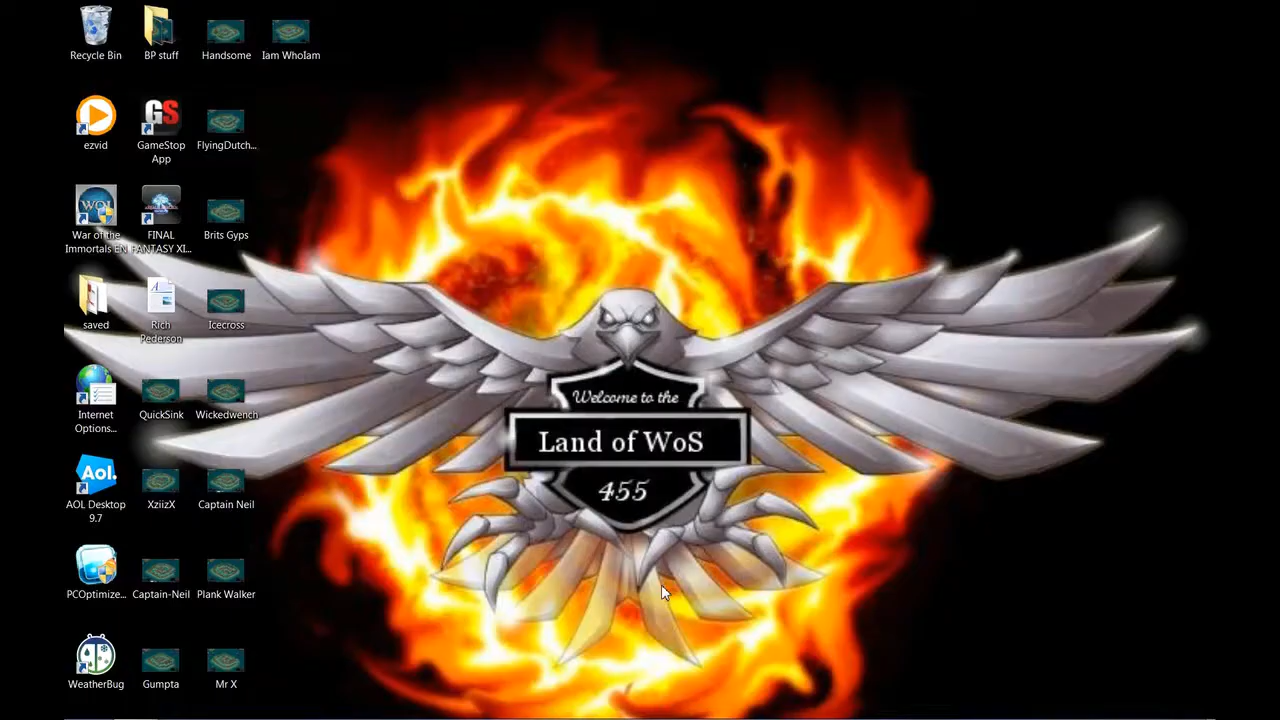 Recycle Bin
BP stuff
Handsome
Iam WhoIam
ezvid
GS
GameStop
App
FlyingDutch...
War of the
Immortals EN
FINAL
FANTASY XI...
Brits Gyps
saved
Rich
Pederson
Icecross
Internet
Options...
QuickSink
Wickedwench
Aol.
AOL Desktop
9.7
XziizX
Captain Neil
PCOptimize...
Captain-Neil
Plank Walker
WeatherBug
Gumpta
Mr X
Welcome to the
Land of WoS
455